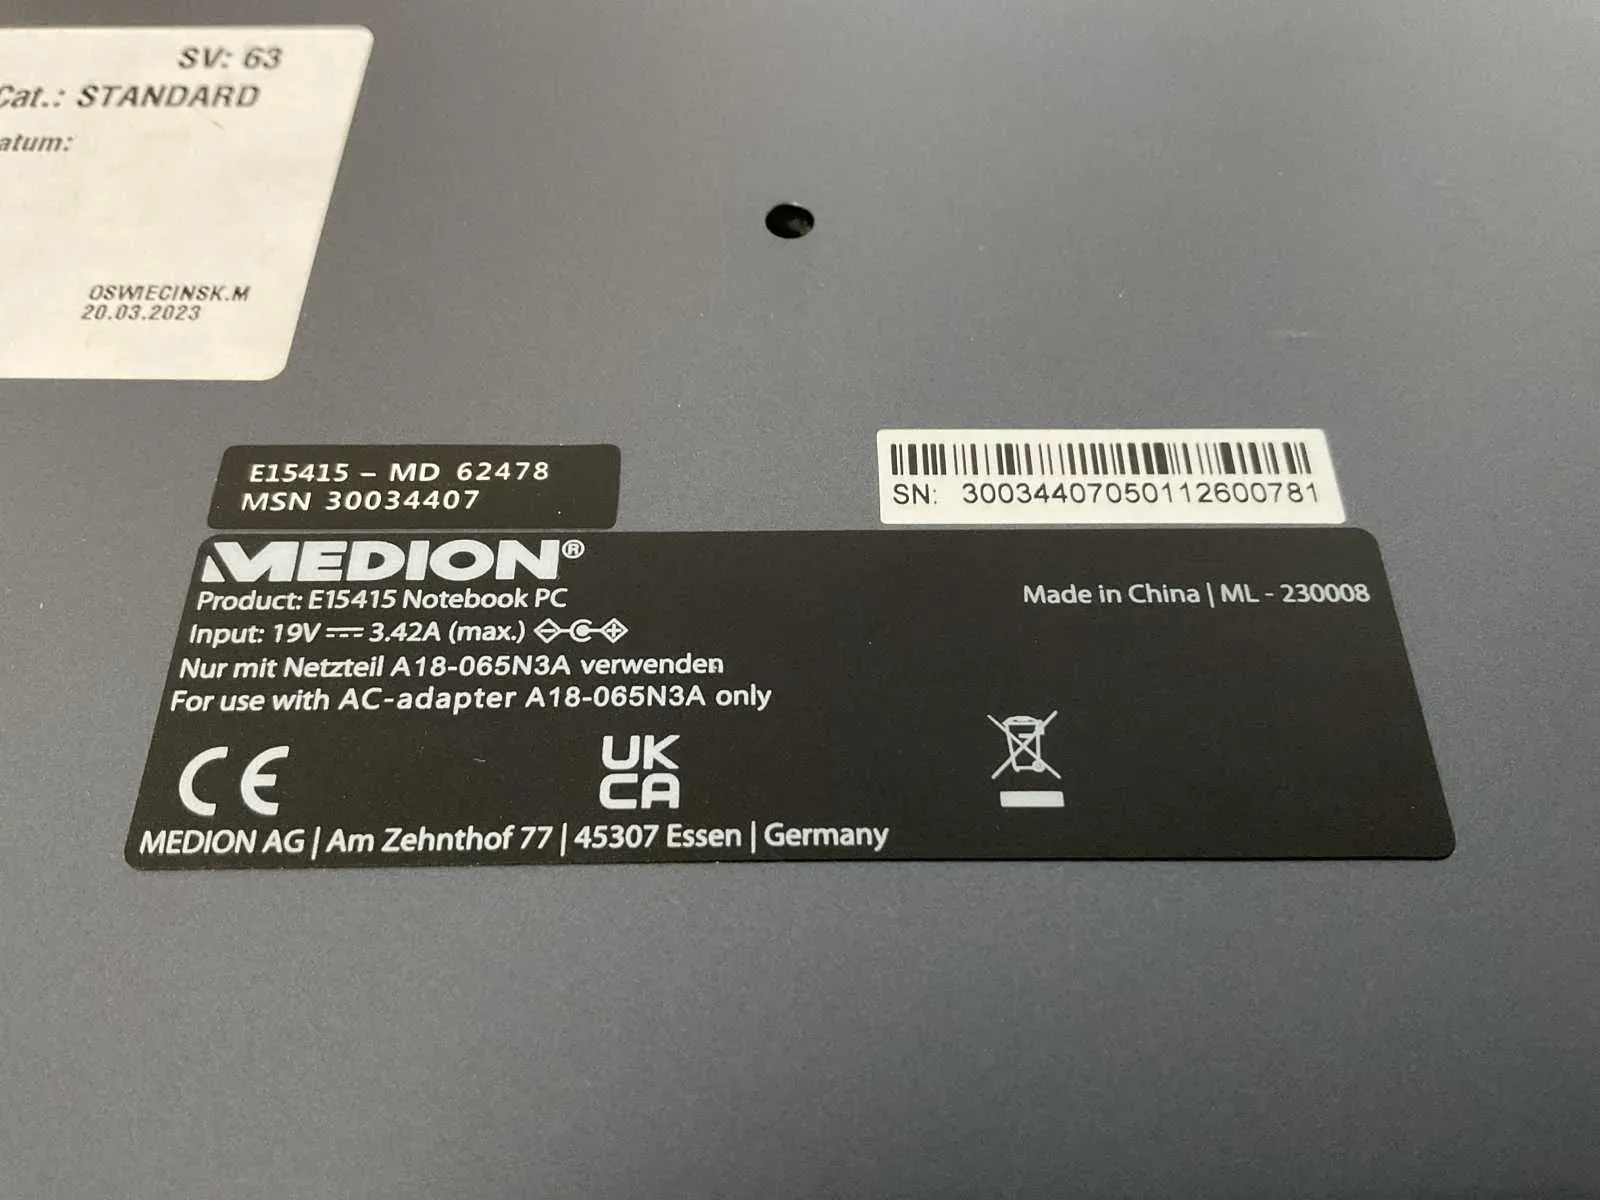 SV: 63
Cat.: STANDARD
atum:
OSWIECINSK.M
20.03.2023
E15415 – MD 62478
MSN 30034407
SN: 30034407050112600781
MEDION®
Product: E15415 Notebook PC
Made in China | ML - 230008
Input: 19V 3.42A (max.)
Nur mit Netzteil A18-065N3A verwenden
For use with AC-adapter A18-065N3A only
CE
UK
CA
MEDION AG | Am Zehnthof 77 | 45307 Essen | Germany